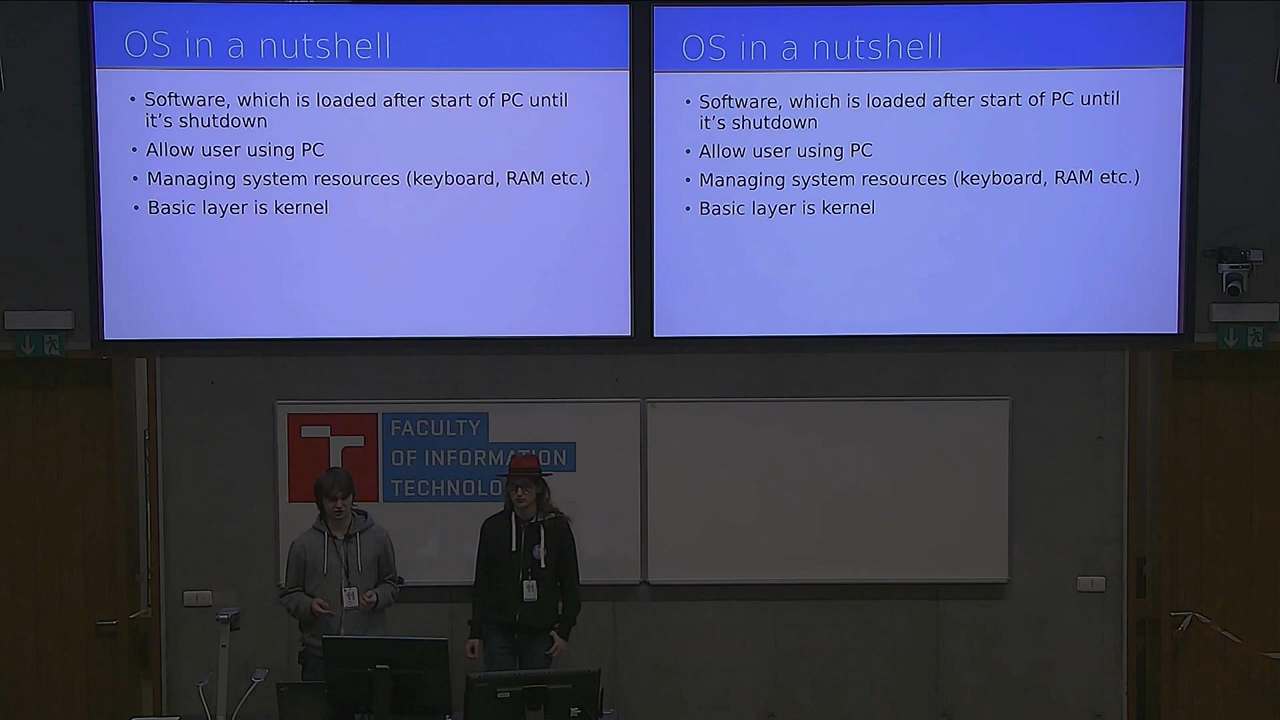 OS in a nutshell
• Software, which is loaded after start of PC until
it's shutdown
• Allow user using PC
• Managing system resources (keyboard, RAM etc.)
• Basic layer is kernel
OS in a nutshell
• Software, which is loaded after start of PC until
it's shutdown
• Allow user using PC
• Managing system resources (keyboard, RAM etc.)
• Basic layer is kernel
FACULTY
OF INFORMATION
TECHNOLO